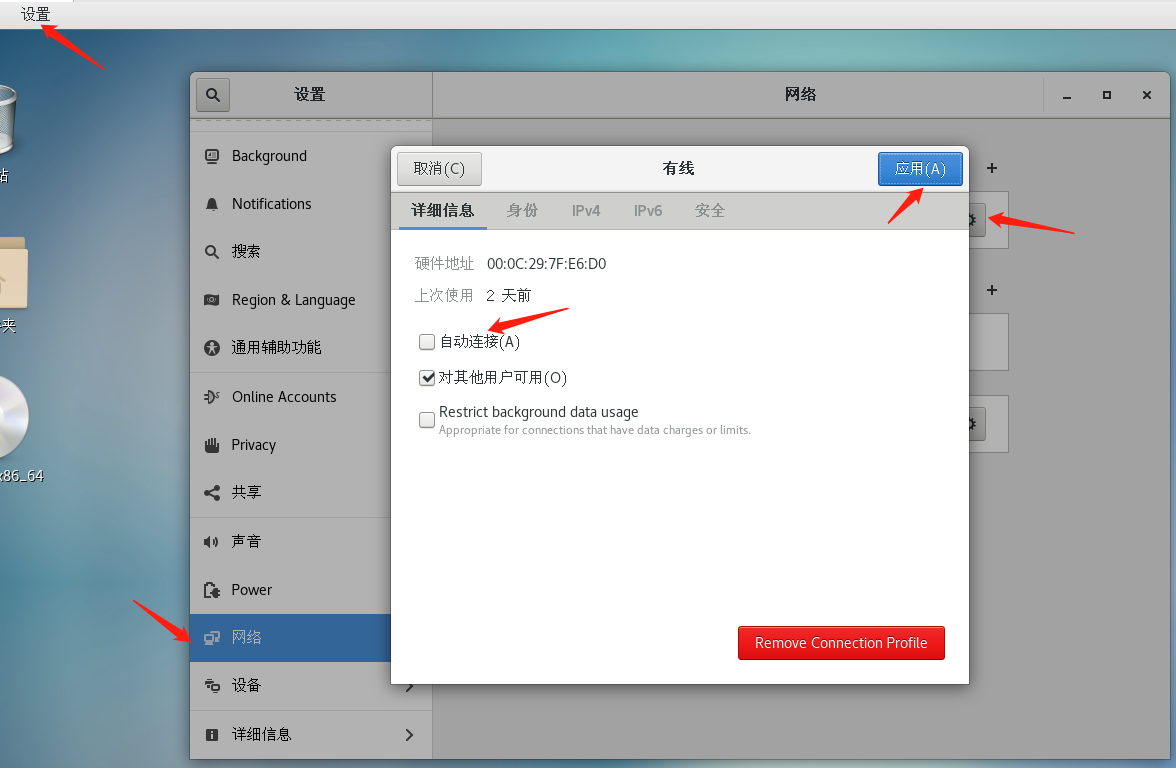 设置
设置
网络
Background
Notifications
搜索
Region & Language
通用辅助功能
Online Accounts
Privacy
共享
声音
Power
网络
设备
详细信息
取消(C)
有线
应用(A)
详细信息
身份
IPv4
IPv6
安全
硬件地址 00:0C:29:7F:E6:D0
上次使用 2 天前
自动连接(A)
对其他用户可用(O)
Restrict background data usage
Appropriate for connections that have data charges or limits.
Remove Connection Profile
站
夹
x86_64